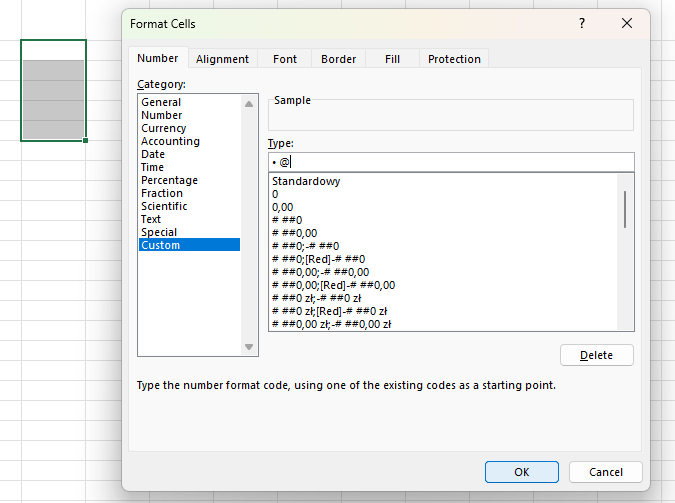 Format Cells ?
Number Alignment Font Border Fill Protection
Category:
General
Number
Currency
Accounting
Date
Time
Percentage
Fraction
Scientific
Text
Special
Custom
Sample
Type:
• @
Standardowy
0
0,00
# ##0
# ##0,00
# ##0;-# ##0
# ##0;[Red]-# ##0
# ##0,00;-# ##0,00
# ##0,00;[Red]-# ##0,00
# ##0 zł;-# ##0 zł
# ##0 zł;[Red]-# ##0 zł
# ##0,00 zł;-# ##0,00 zł
Delete
Type the number format code, using one of the existing codes as a starting point.
OK Cancel